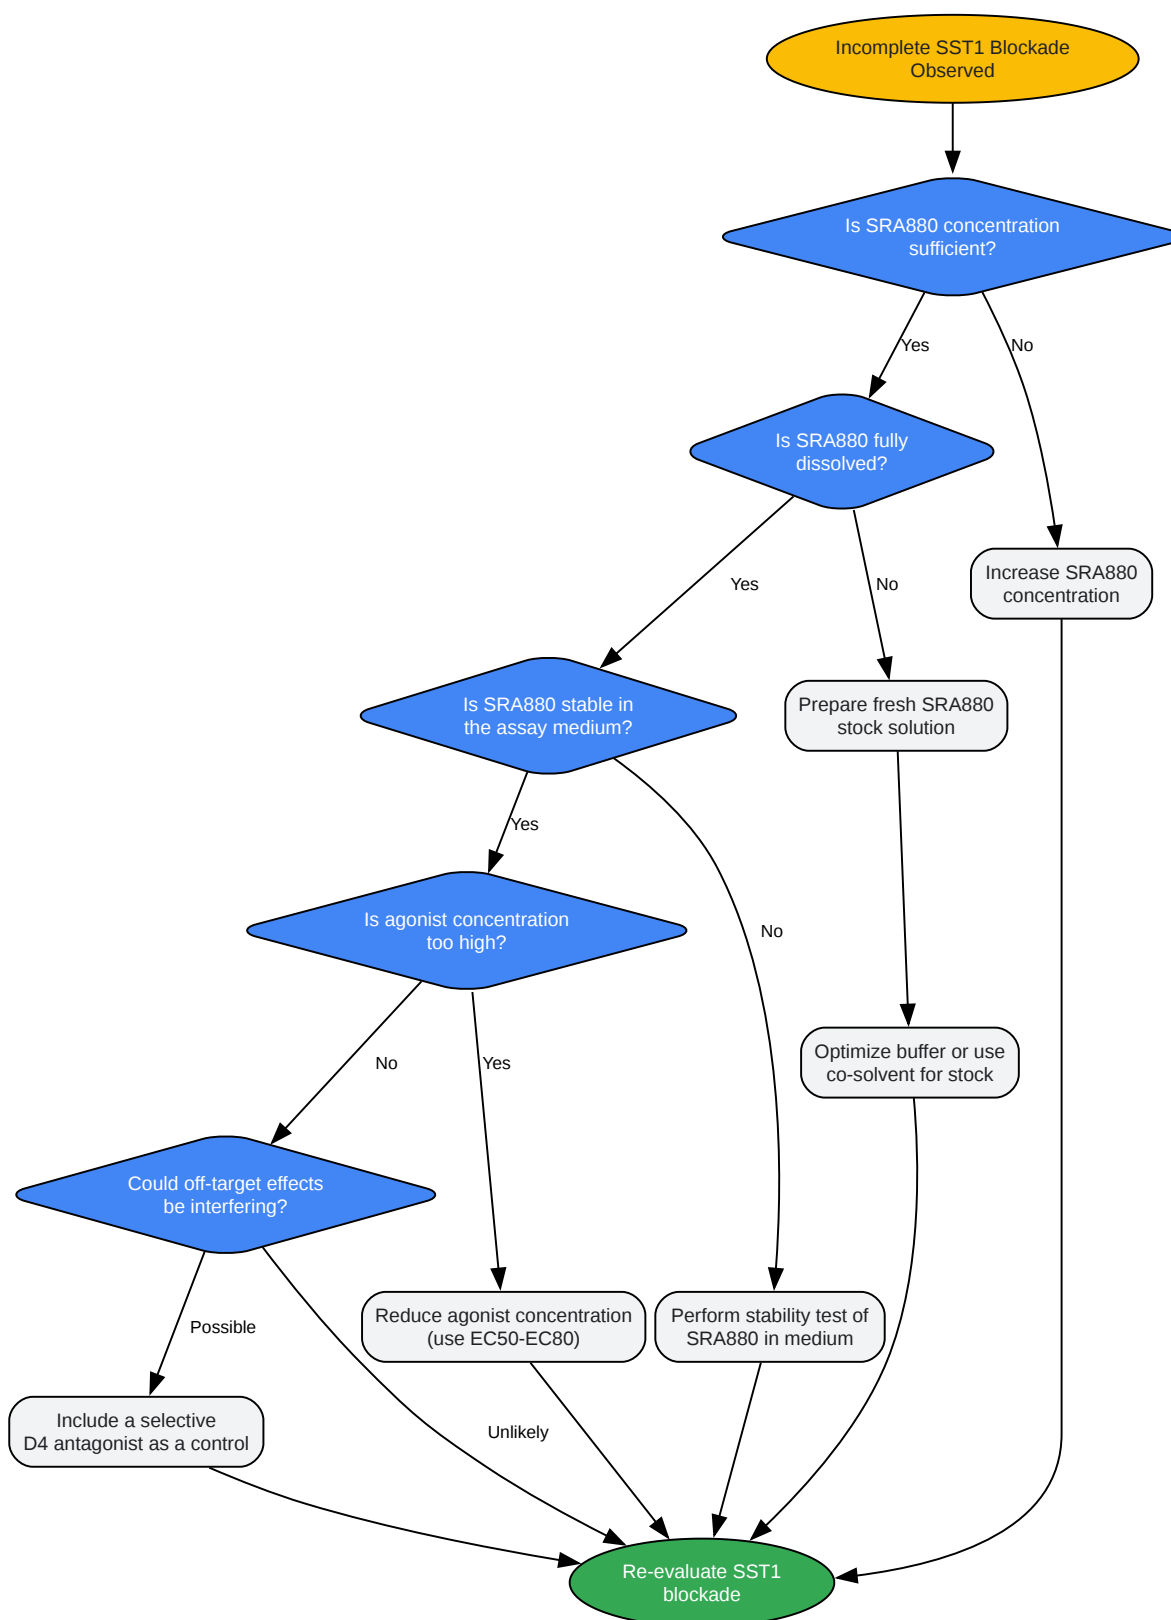 Incomplete SST1 Blockade
Observed
Is SRA880 concentration
sufficient?
Yes
No
Is SRA880 fully
dissolved?
Yes
No
Increase SRA880
concentration
Is SRA880 stable in
the assay medium?
Prepare fresh SRA880
stock solution
Yes
No
Is agonist concentration
too high?
No
Yes
Optimize buffer or use
co-solvent for stock
Could off-target effects
be interfering?
Possible
Unlikely
Reduce agonist concentration
(use EC50-EC80)
Perform stability test of
SRA880 in medium
Include a selective
D4 antagonist as a control
Re-evaluate SST1
blockade